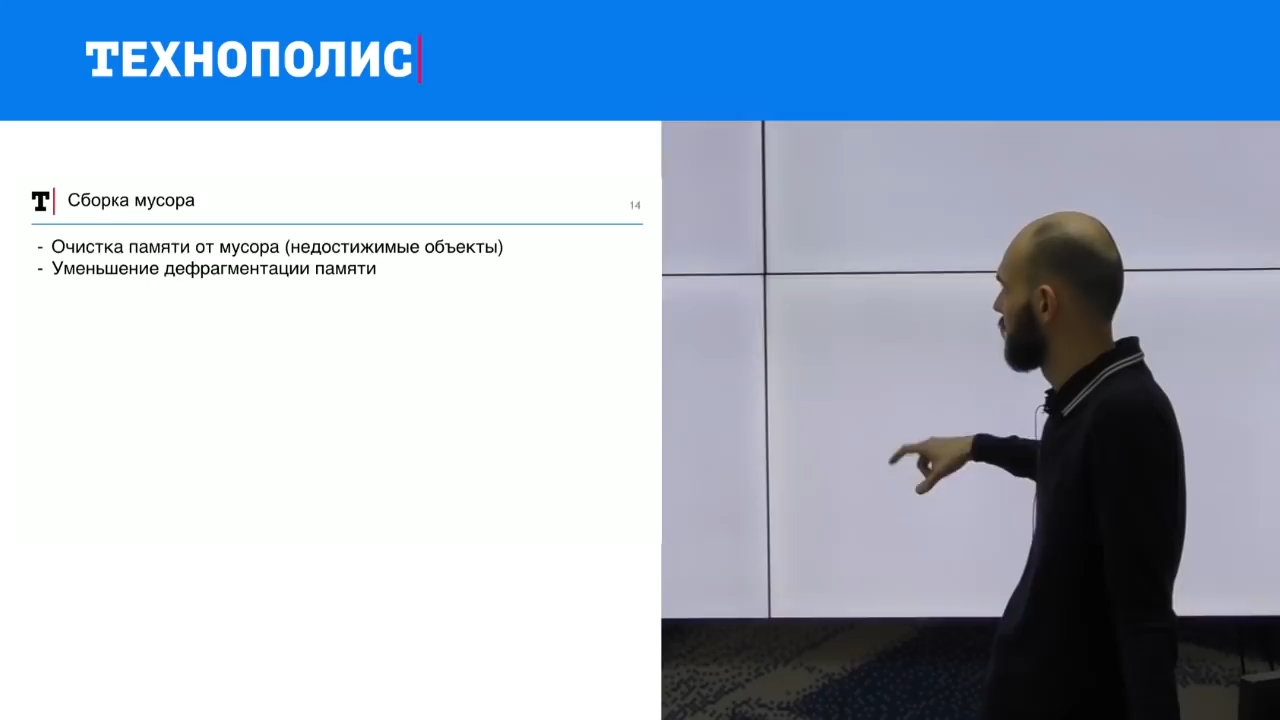 ТЕХНОПОЛИС
Т Сборка мусора
14
- Очистка памяти от мусора (недостижимые объекты)
- Уменьшение дефрагментации памяти